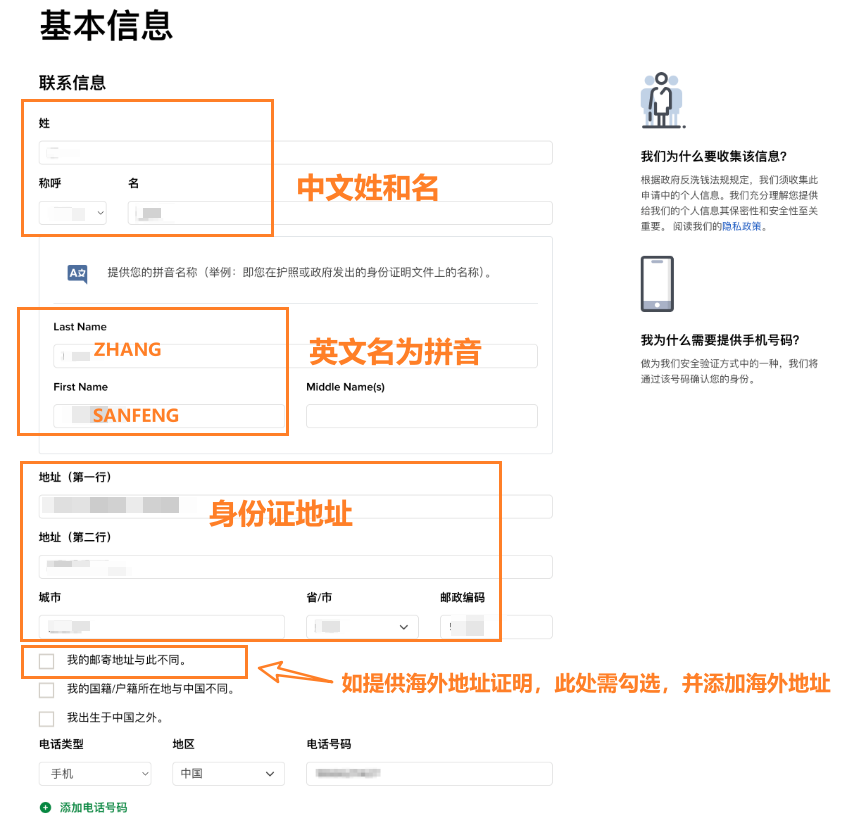 基本信息
联系信息
姓
称呼 名
中文姓和名
提供您的拼音名称（举例：即您在护照或政府发出的身份证明文件上的名称）。
Last Name
ZHANG
英文名为拼音
First Name Middle Name(s)
SANFENG
地址（第一行）
身份证地址
地址（第二行）
城市 省/市 邮政编码
我的邮寄地址与此不同。
如提供海外地址证明，此处需勾选，并添加海外地址
我的国籍/户籍所在地与中国不同。
我出生于中国之外。
电话类型 地区 电话号码
手机 中国
添加电话号码
我们为什么要收集该信息？
根据政府反洗钱法规规定，我们须收集此
申请中的个人信息。我们充分理解您提供
给我们的个人信息其保密性和安全性至关
重要。 阅读我们的隐私政策。
我为什么需要提供手机号码？
做为我们安全验证方式中的一种，我们将
通过该号码确认您的身份。